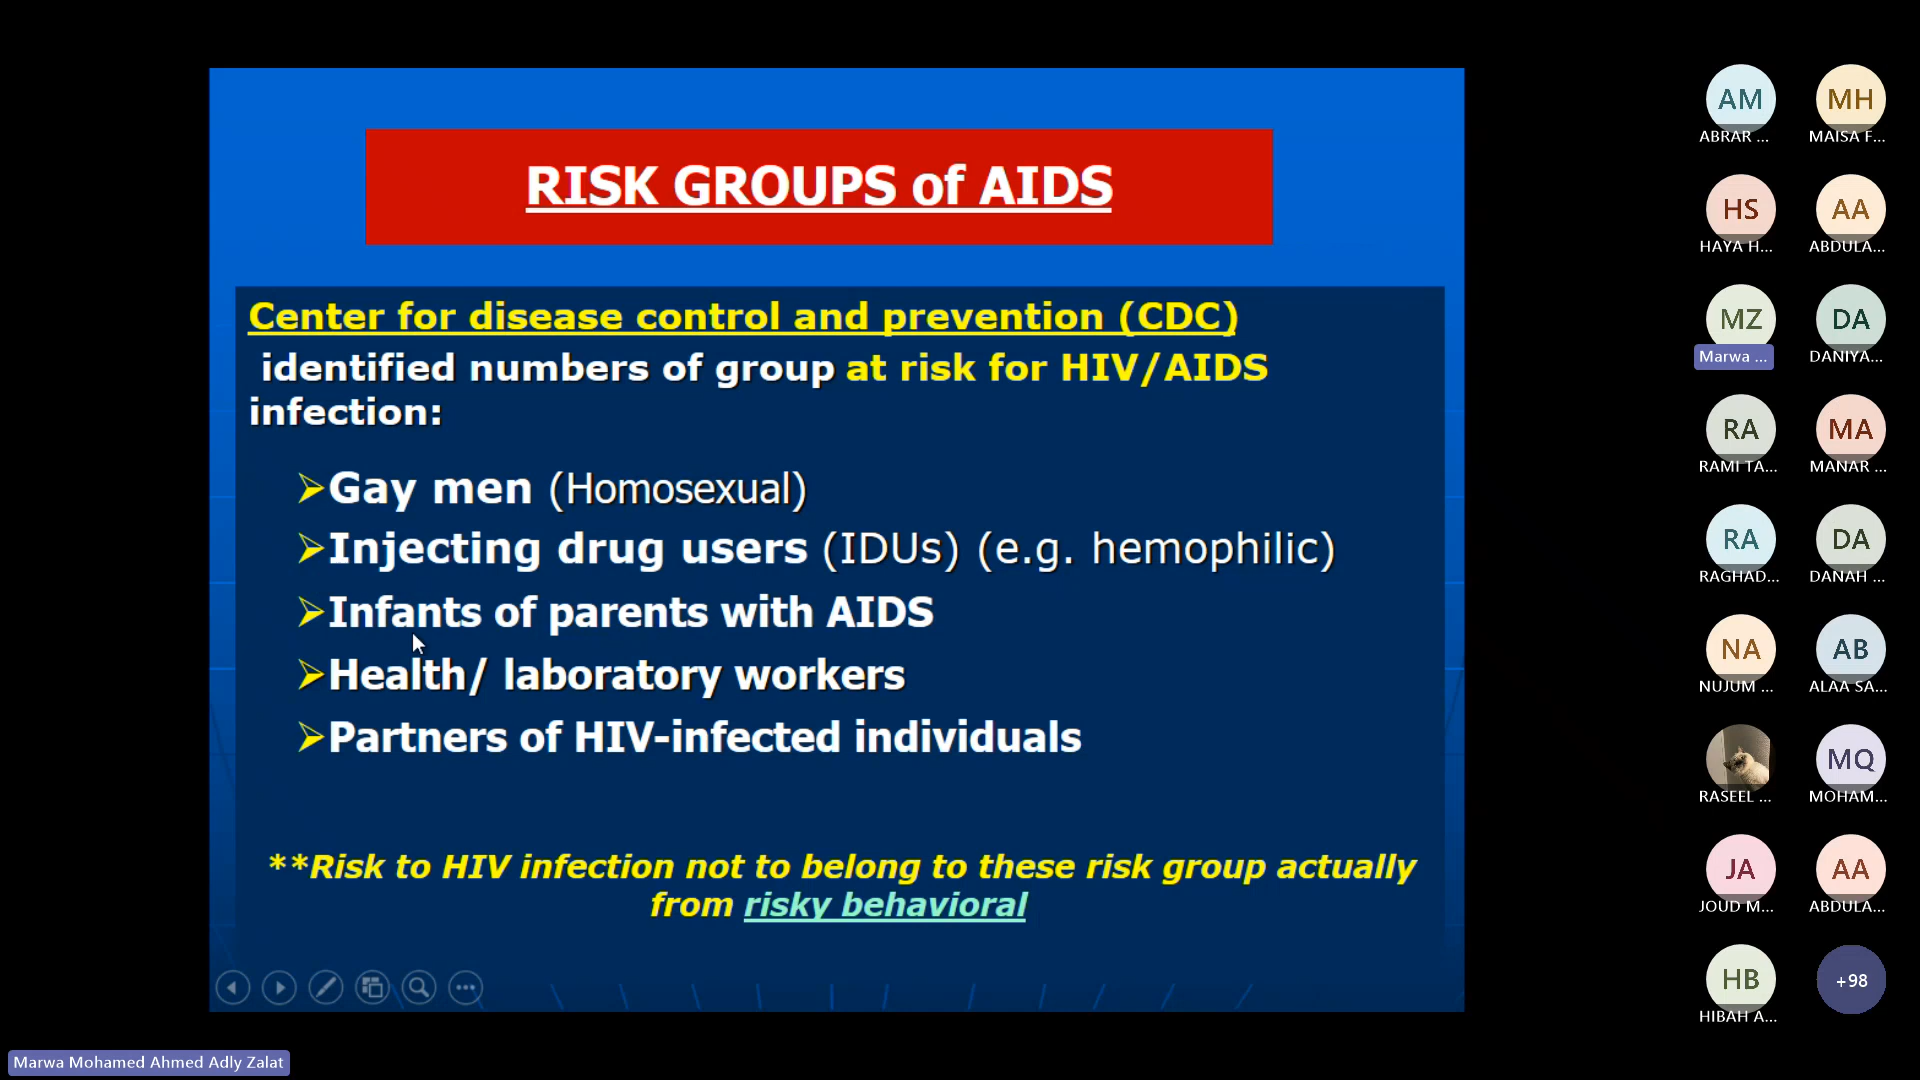 RISK GROUPS of AIDS
Center for disease control and prevention (CDC)
identified numbers of group at risk for HIV/AIDS
infection:
➢Gay men (Homosexual)
➢Injecting drug users (IDUs) (e.g. hemophilic)
➢Infants of parents with AIDS
➢Health/ laboratory workers
➢Partners of HIV-infected individuals
**Risk to HIV infection not to belong to these risk group actually
from risky behavioral
AM MH
ABRAR ... MAISA F...
HS AA
HAYA H... ABDULA...
MZ DA
Marwa ... DANIYA...
RA MA
RAMI TA... MANAR ...
RA DA
RAGHAD... DANAH ...
NA AB
NUJUM ... ALAA SA...
MQ
RASEEL ... MOHAM...
JA AA
JOUD M... ABDULA...
HB +98
HIBAH A...
Marwa Mohamed Ahmed Adly Zalat